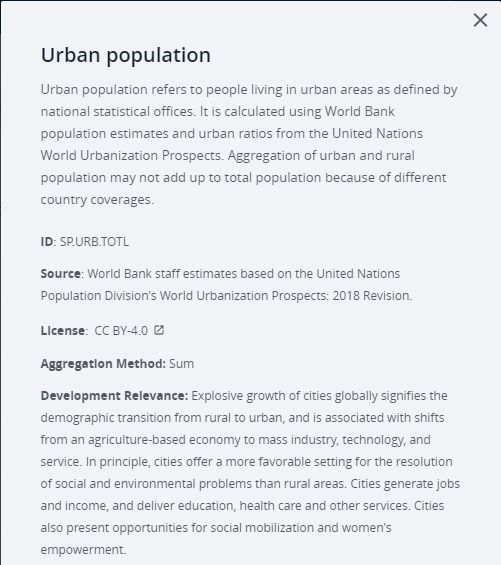 Urban population
Urban population refers to people living in urban areas as defined by
national statistical offices. It is calculated using World Bank
population estimates and urban ratios from the United Nations
World Urbanization Prospects. Aggregation of urban and rural
population may not add up to total population because of different
country coverages.
ID: SP.URB.TOTL
Source: World Bank staff estimates based on the United Nations
Population Division's World Urbanization Prospects: 2018 Revision.
License: CC BY-4.0
Aggregation Method: Sum
Development Relevance: Explosive growth of cities globally signifies the
demographic transition from rural to urban, and is associated with shifts
from an agriculture-based economy to mass industry, technology, and
service. In principle, cities offer a more favorable setting for the resolution
of social and environmental problems than rural areas. Cities generate jobs
and income, and deliver education, health care and other services. Cities
also present opportunities for social mobilization and women's
empowerment.